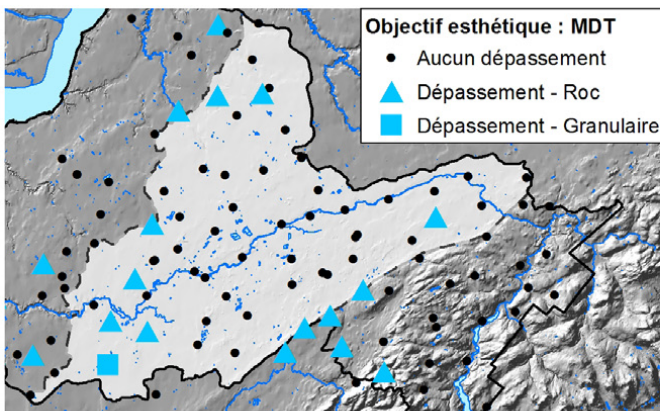 Objectif esthétique : MDT
Aucun dépassement
Dépassement - Roc
Dépassement - Granulaire